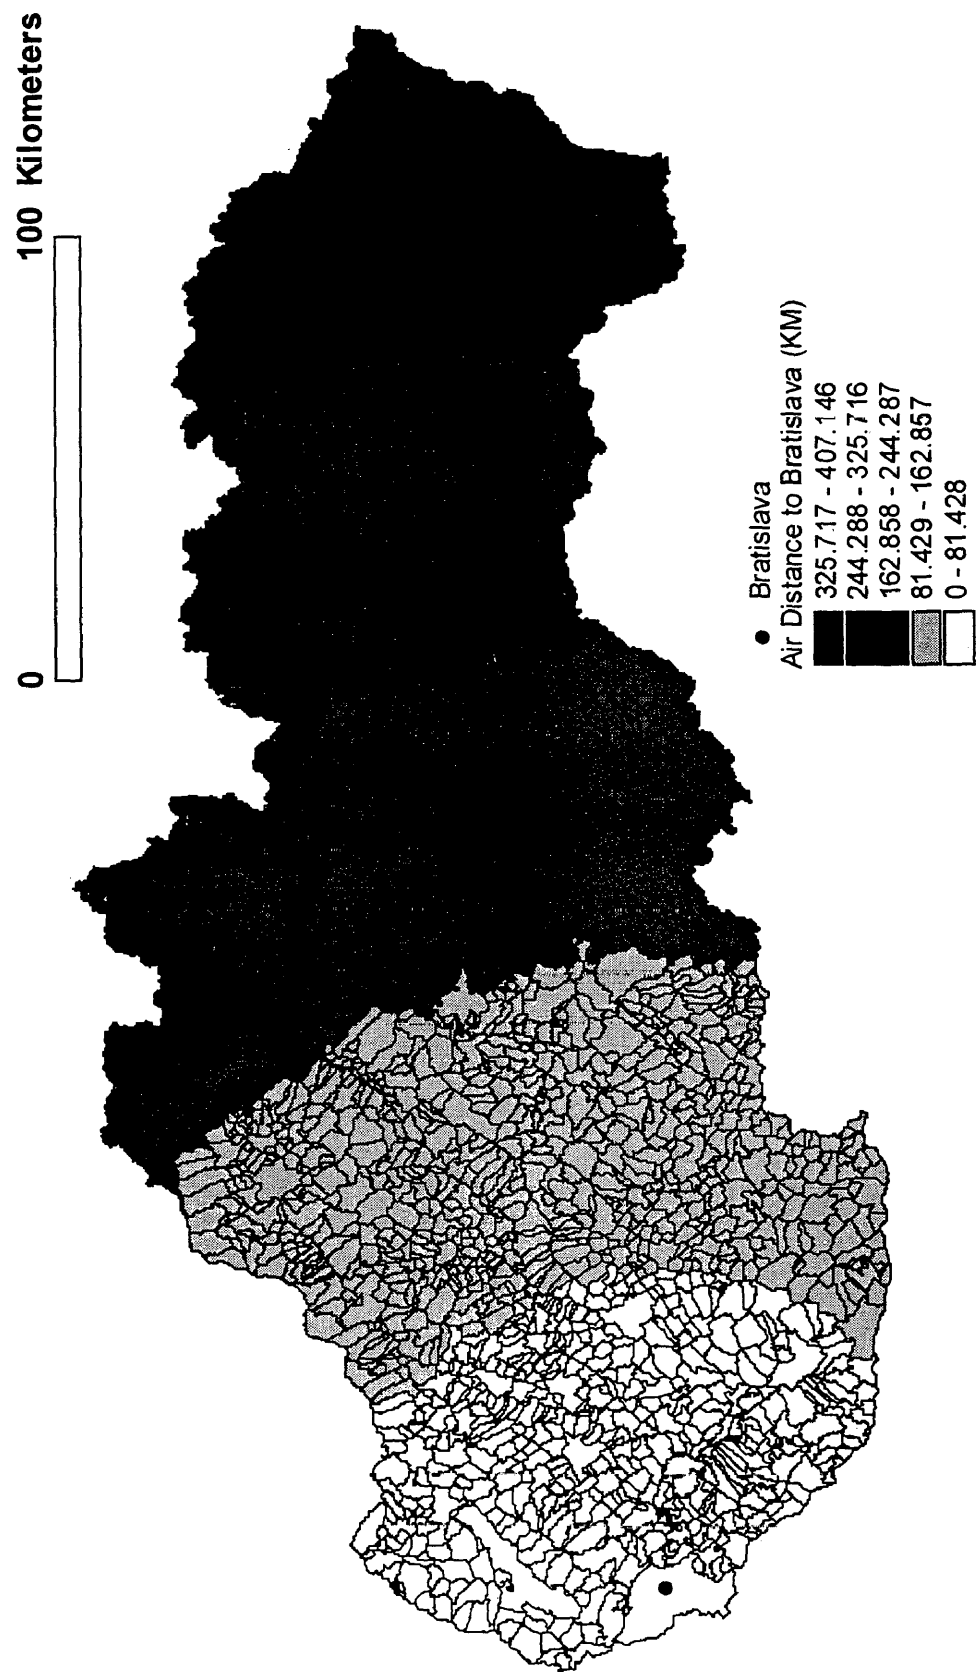 0 100 Kilometers
Bratislava
Air Distance to Bratislava (KM)
325.717 - 407.146
244.288 - 325.716
162.858 - 244.287
81.429 - 162.857
0 - 81.428